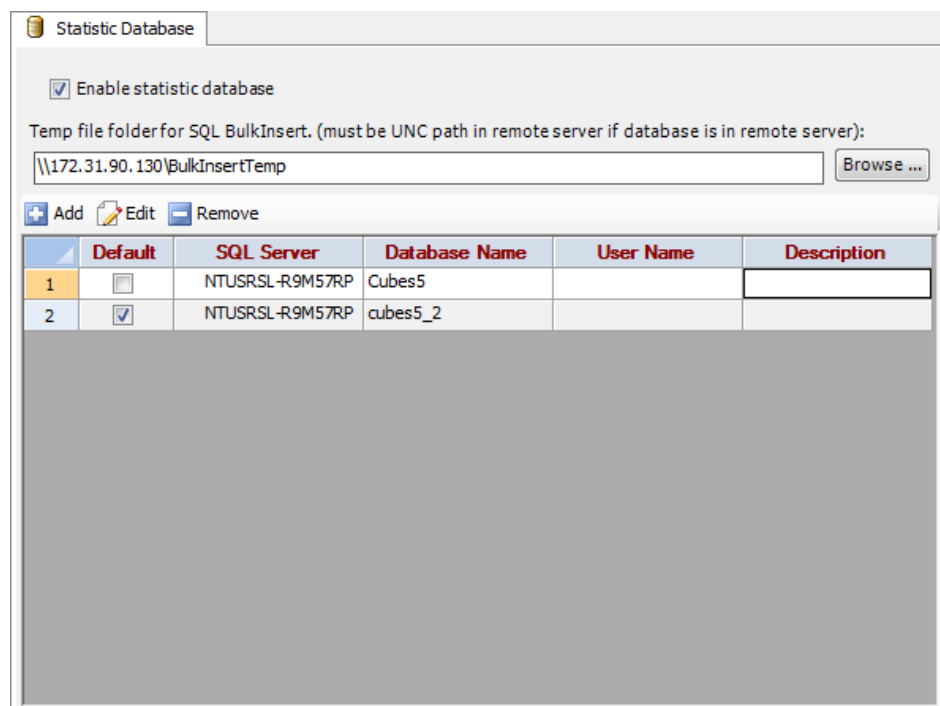 Statistic Database
Enable statistic database
Temp file folder for SQL BulkInsert. (must be UNC path in remote server if database is in remote server):
\\172.31.90.130\BulkInsertTemp Browse ...
Add Edit Remove
Default SQL Server Database Name User Name Description
1 NTUSRSL-R9M57RP Cubes5
2 NTUSRSL-R9M57RP cubes5_2